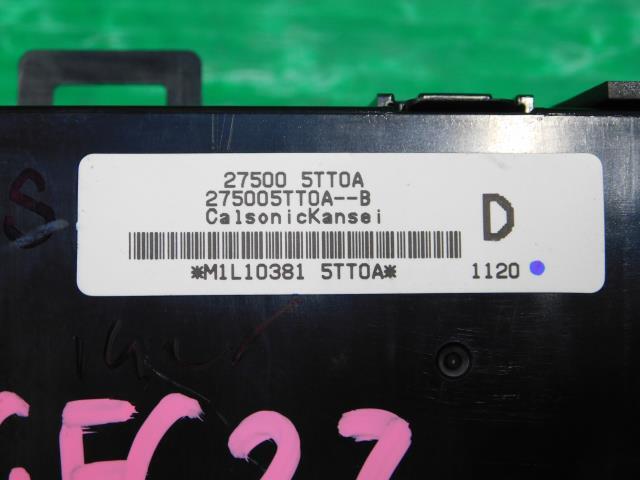 27500 5TT0A
275005TT0A--B
CalsonicKansei
D
*M1L10381 5TT0A*
1120
S